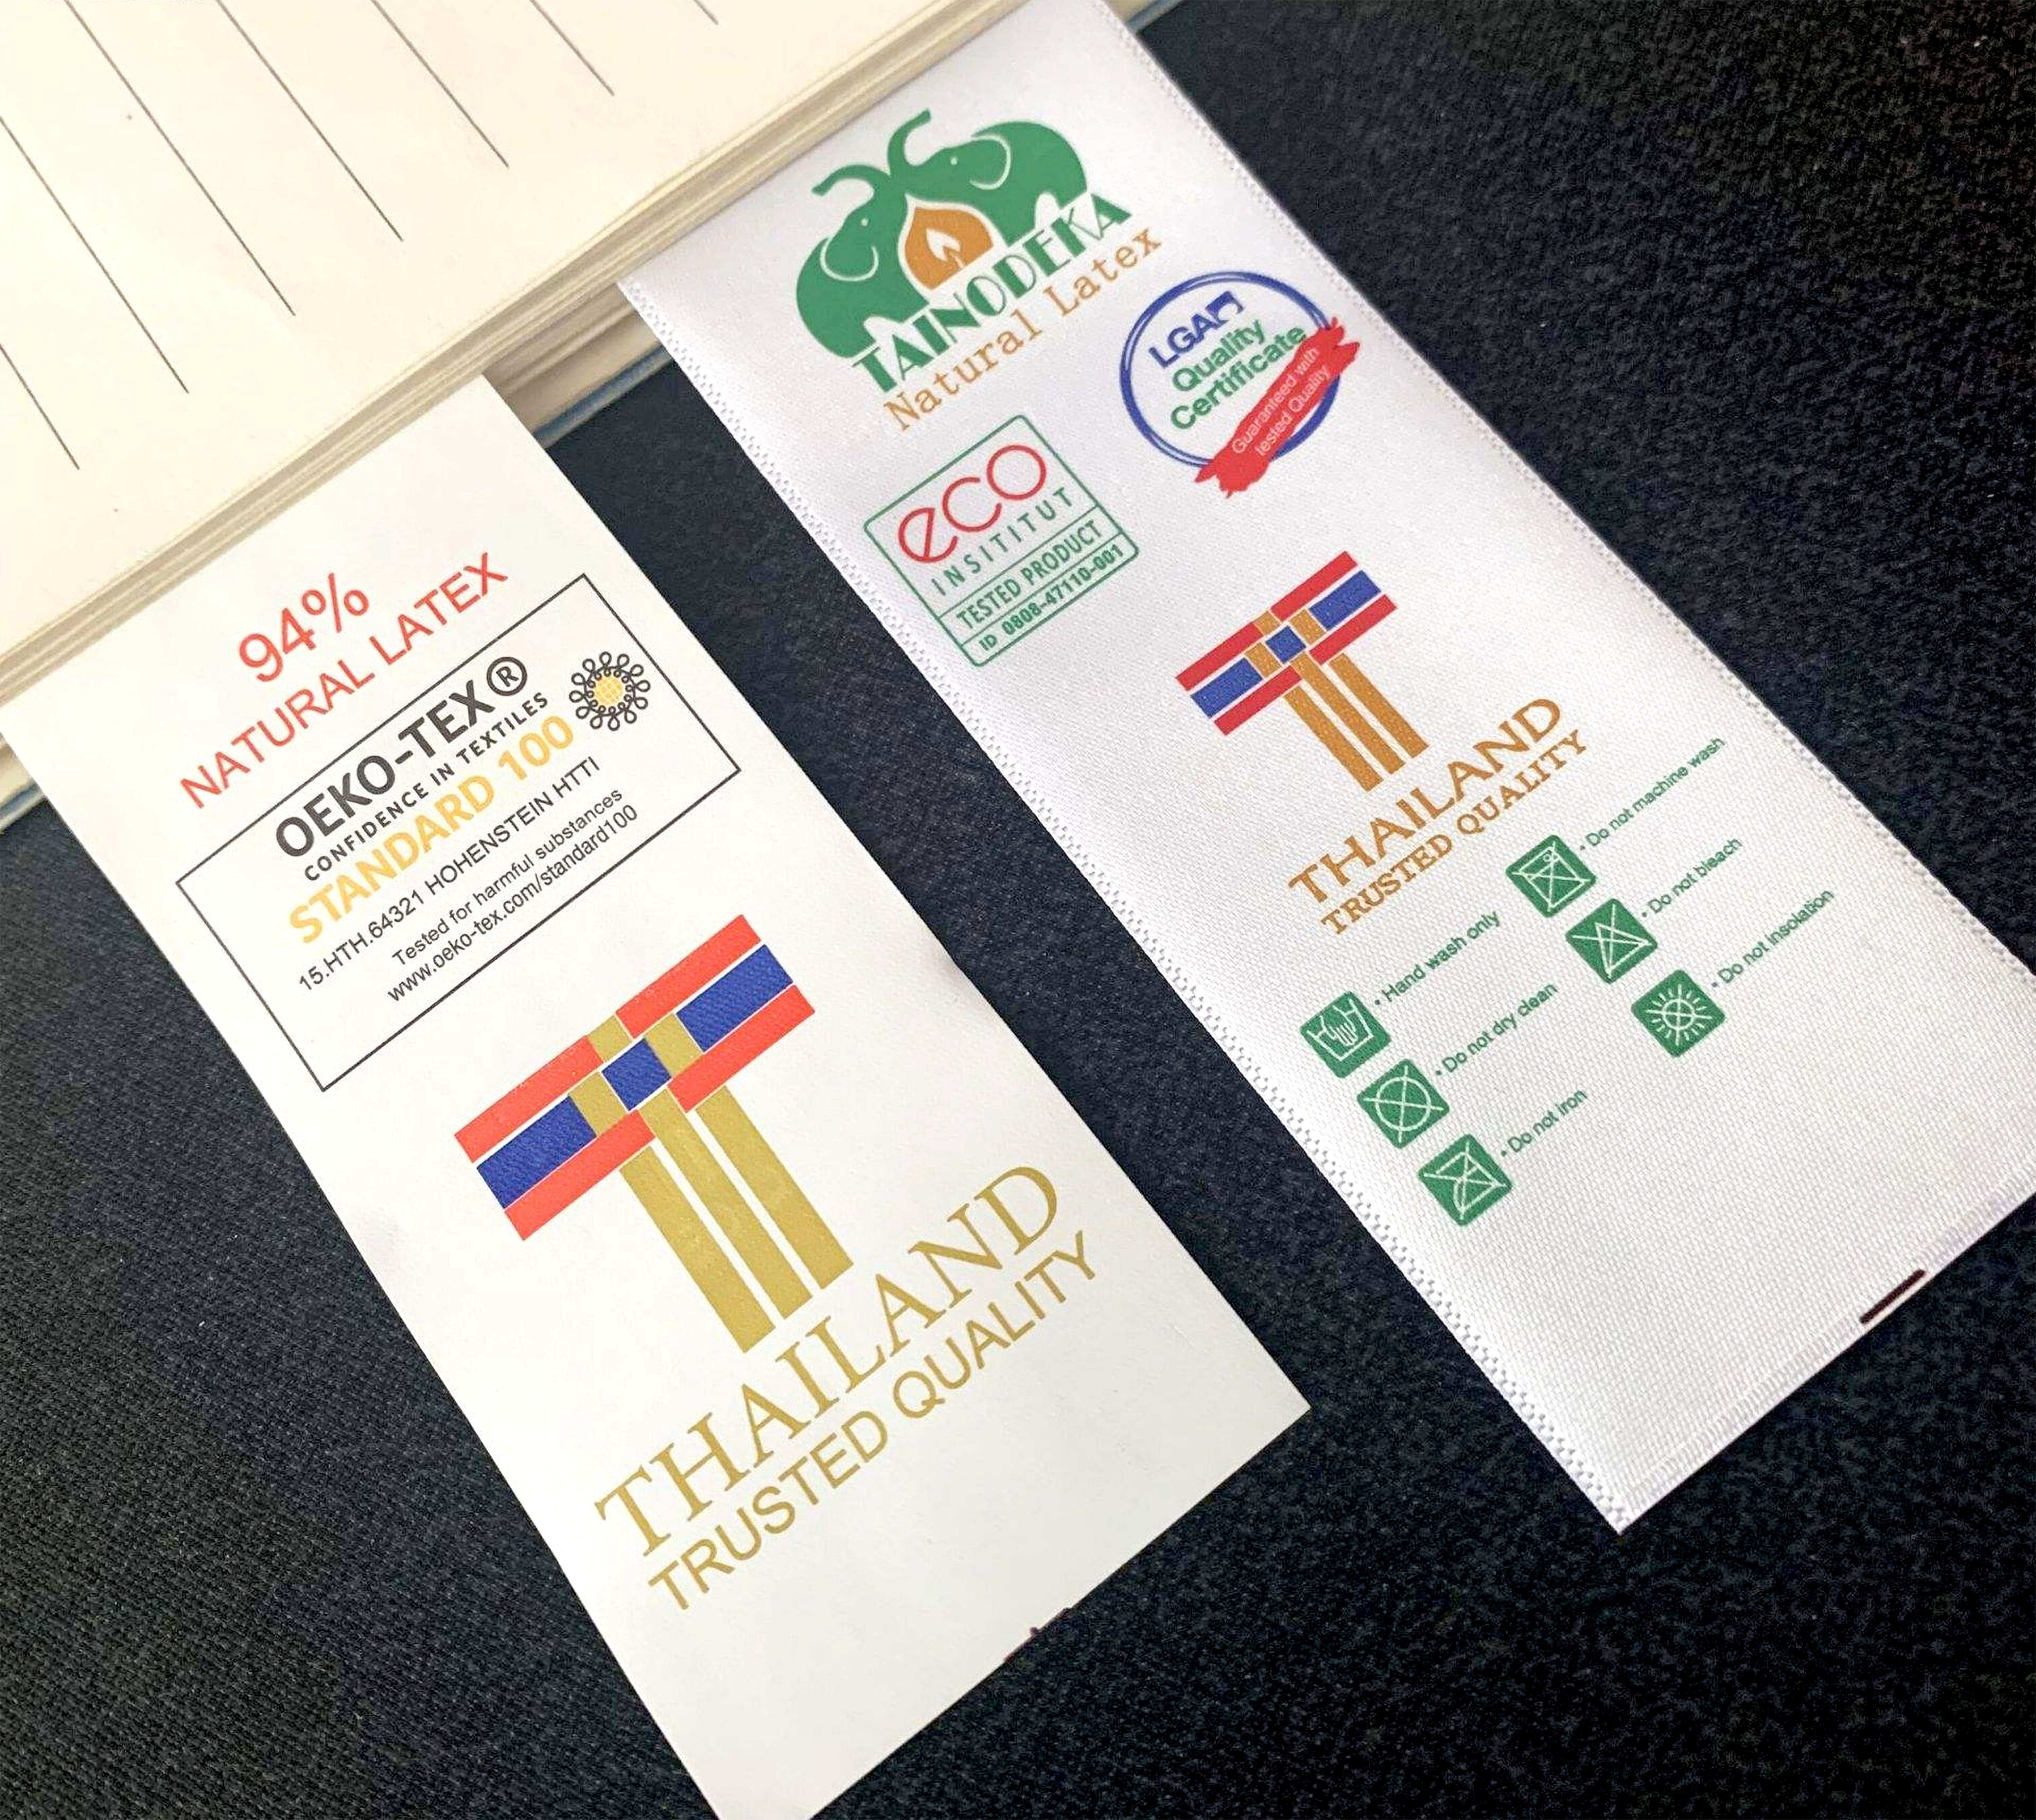 94%
NATURAL LATEX
OEKO-TEX®
CONFIDENCE IN TEXTILES
STANDARD 100
15.HTH.64321 HOHENSTEIN HTTI
Tested for harmful substances
www.oeko-tex.com/standard100
THAILAND
TRUSTED QUALITY
TAINODEKA
Natural Latex
LGA
Quality
Certificate
Guaranteed with
tested Quality
eco
INSITITUT
TESTED PRODUCT
ID 0808-47110-001
THAILAND
TRUSTED QUALITY
• Hand wash only
• Do not dry clean
• Do not iron
• Do not machine wash
• Do not bleach
• Do not insolation